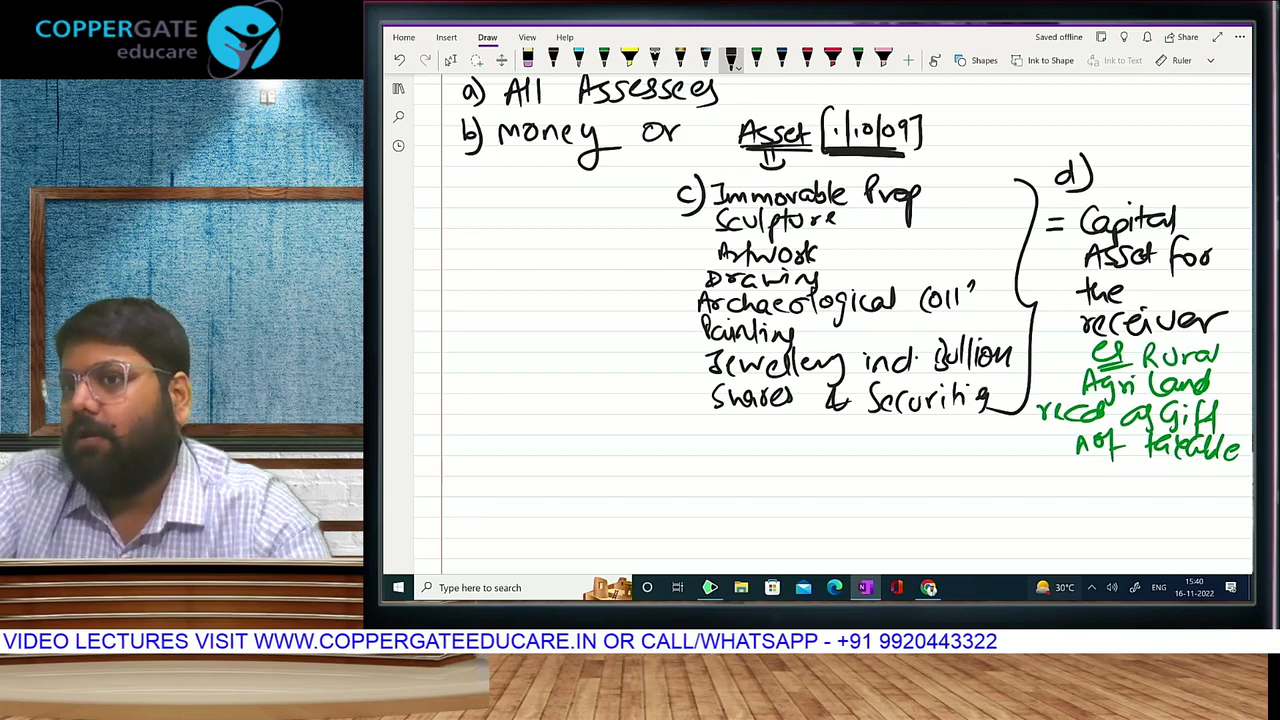 COPPERGATE
educare
Home Insert Draw View Help
Saved offline
Share
Shapes
Ink to Shape
Ink to Text
Ruler
a) All Assessees
b) money or Asset [1/10/09]
c) Immovable Prop
Sculpture
Artwork
Drawing
Archaeological Coll'
Painting
Jewellery incl. Bullion
Shares & Securities
d)
= Capital
Asset for
the
receiver
eg Rural
Agri Land
recd as Gift
not taxable
Type here to search
30°C
ENG
15:40
16-11-2022
VIDEO LECTURES VISIT WWW.COPPERGATEEDUCARE.IN OR CALL/WHATSAPP - +91 9920443322